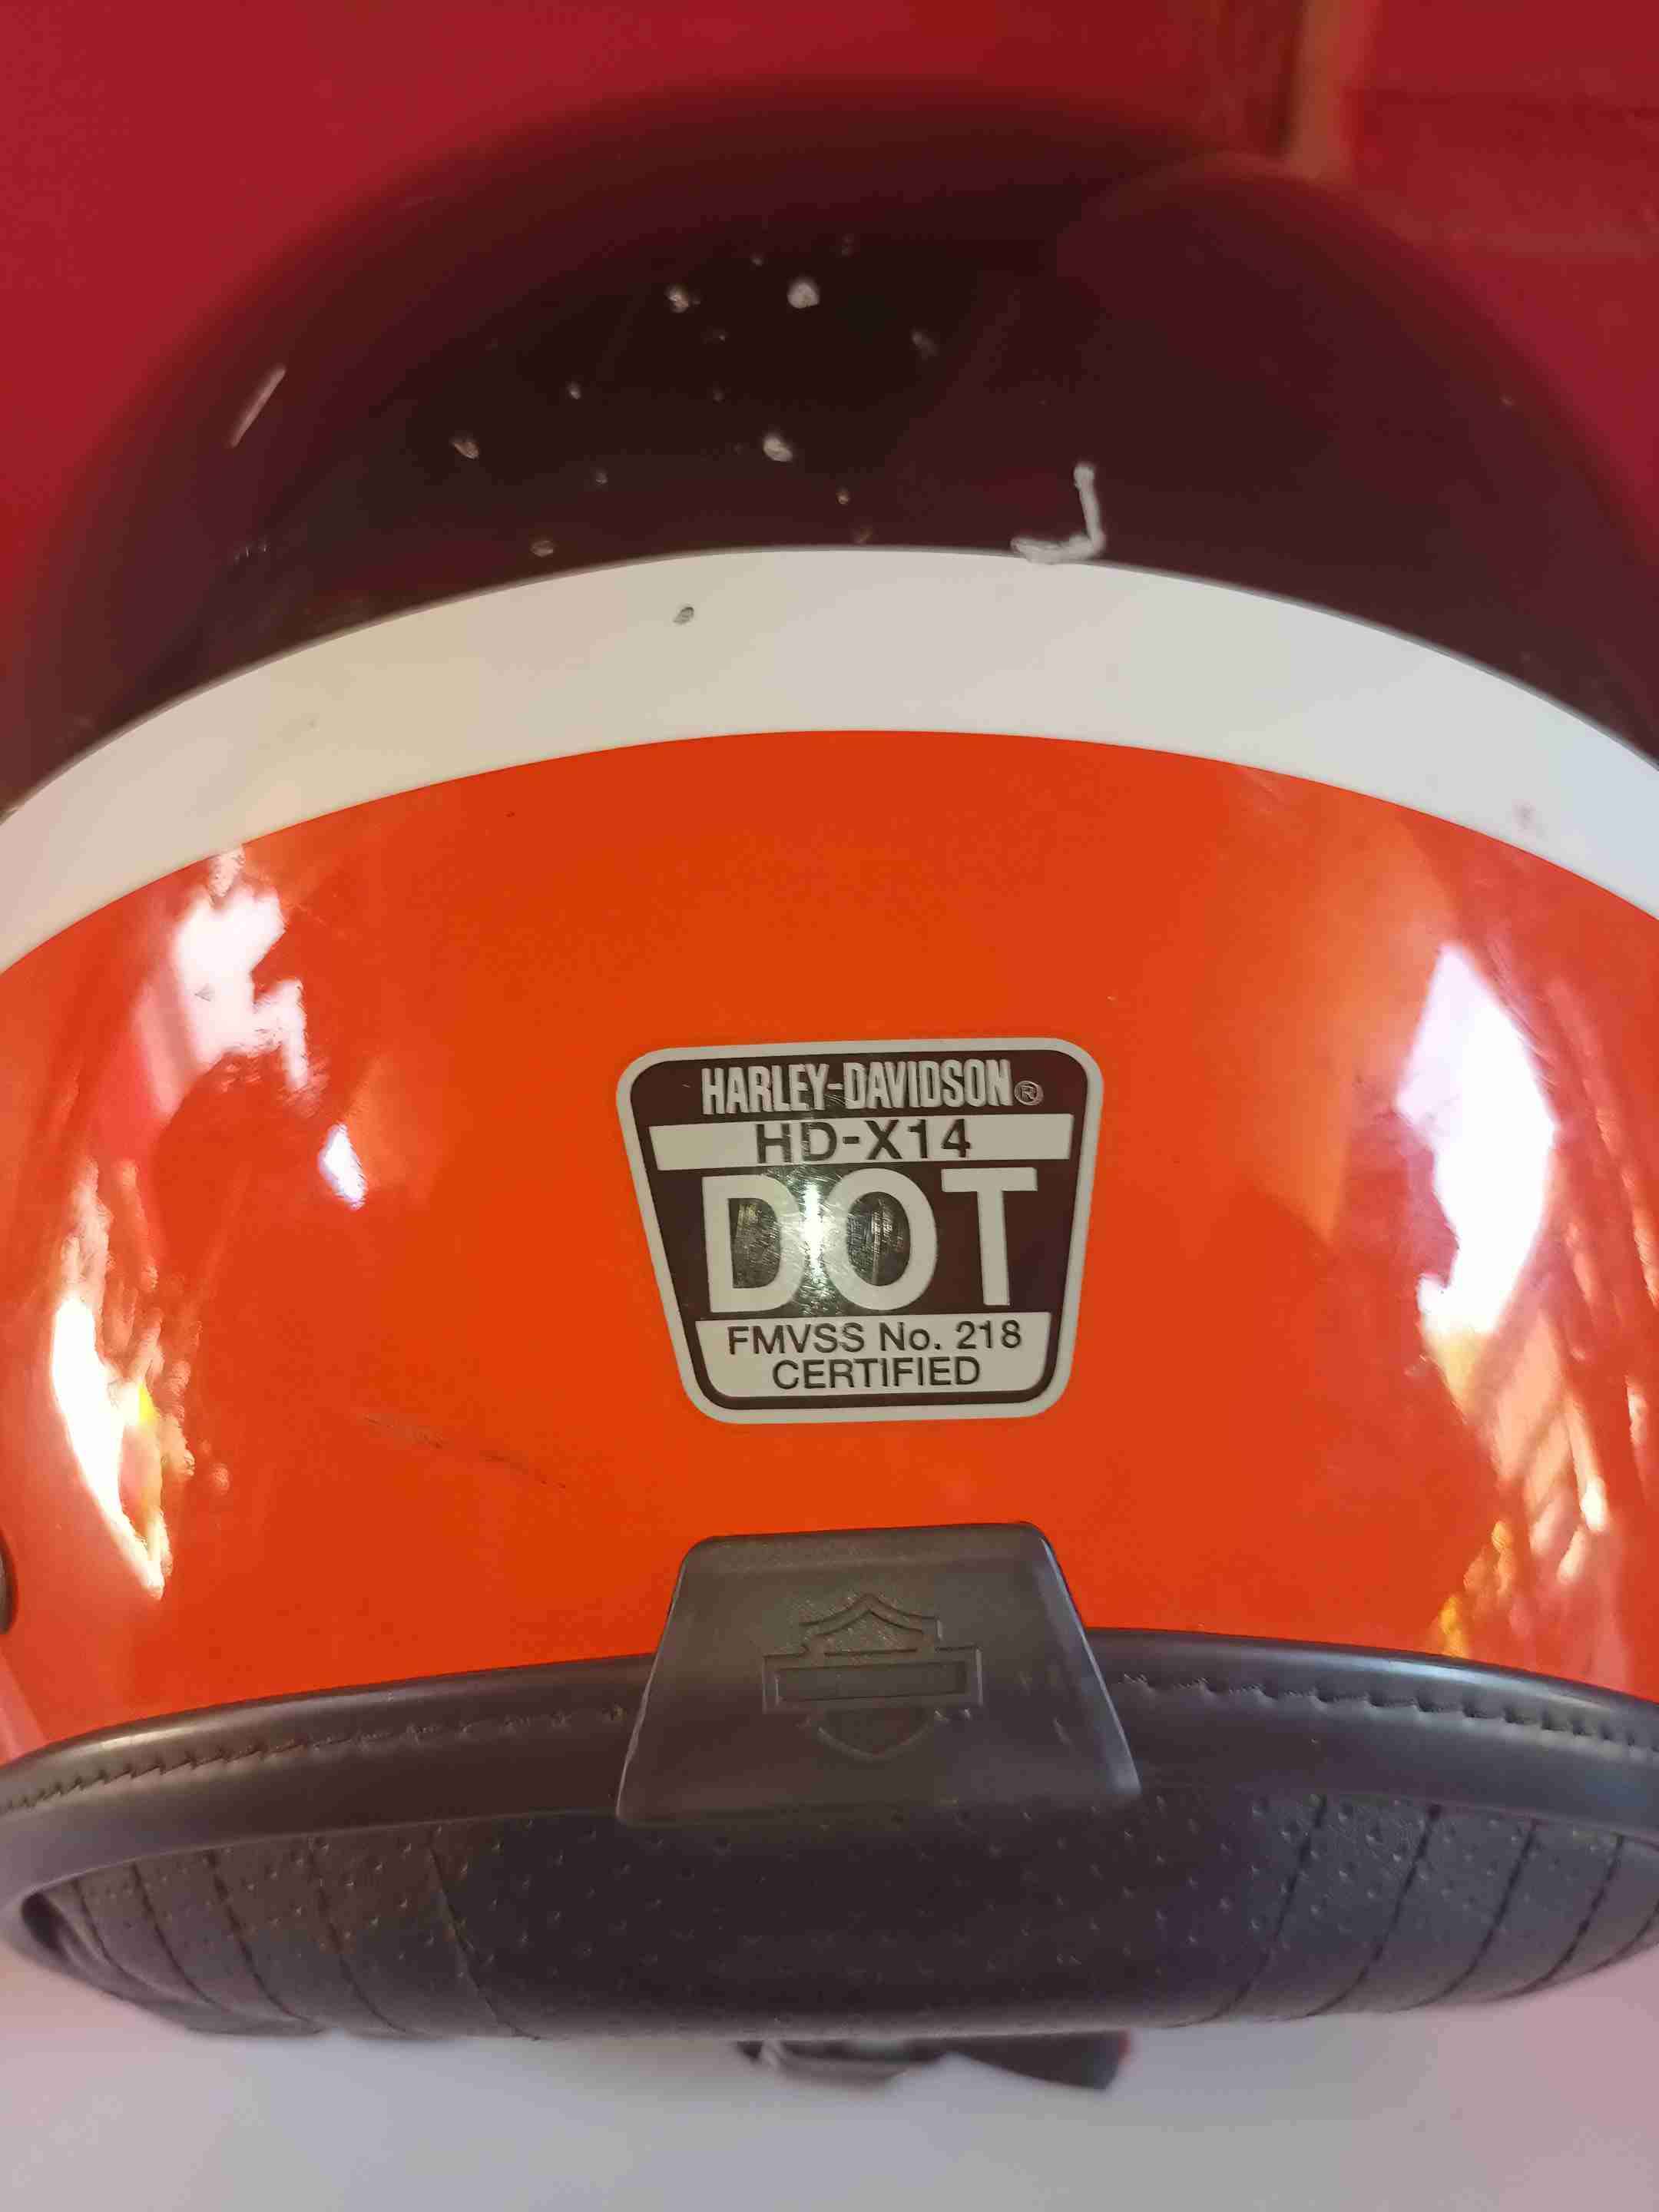 HARLEY-DAVIDSON®
HD-X14
DOT
FMVSS No. 218
CERTIFIED